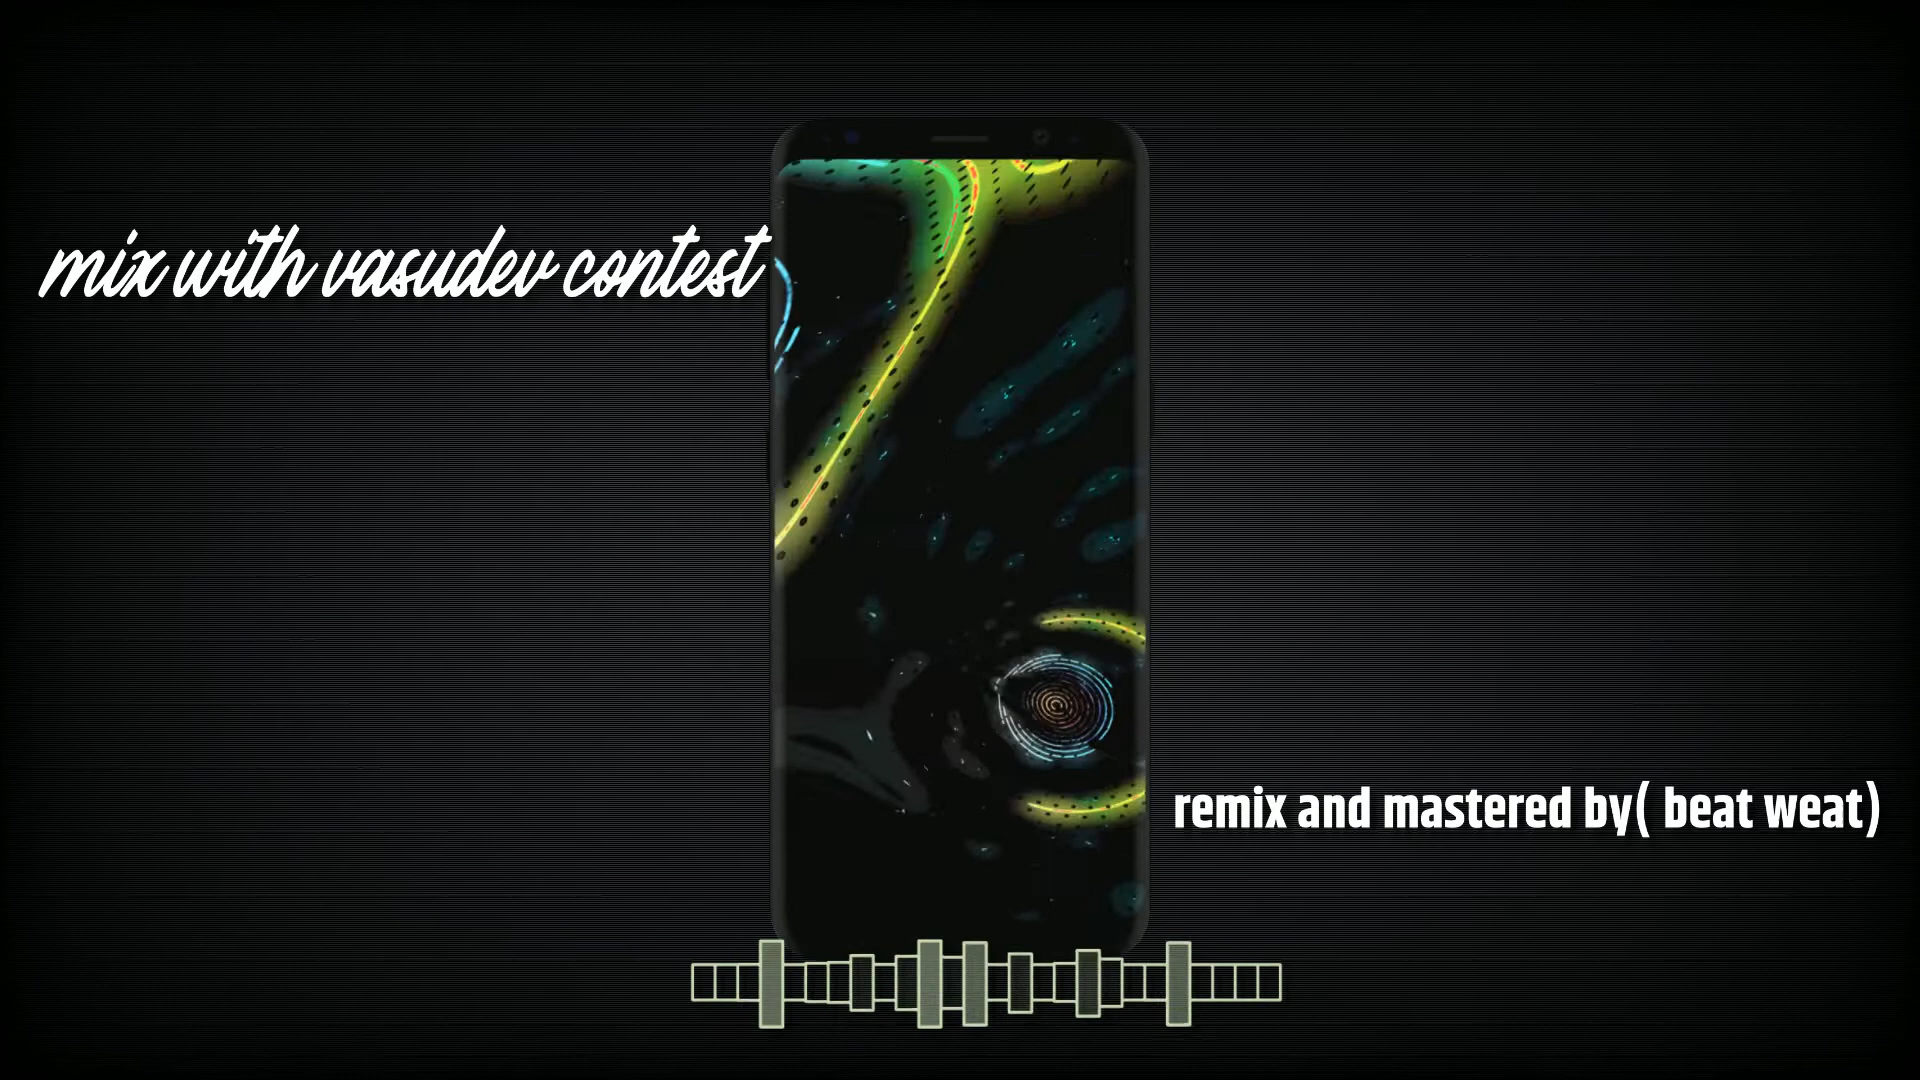 mix with vasudev contest
remix and mastered by( beat weat)